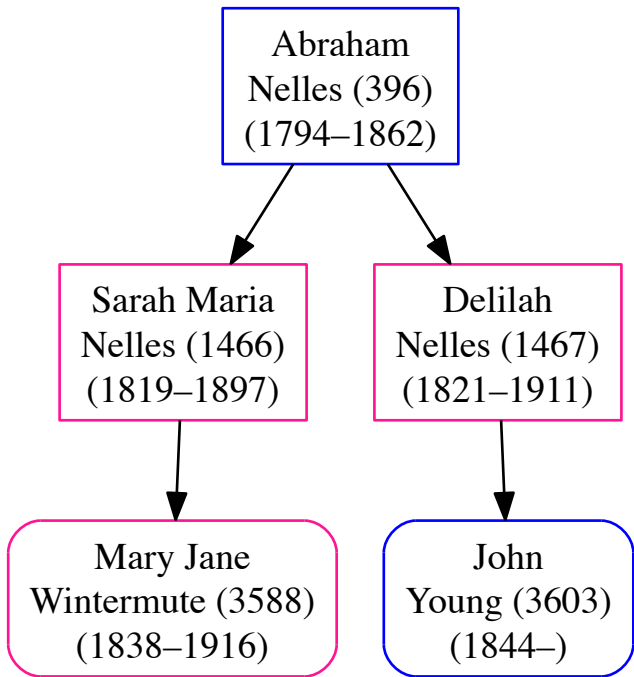 Abraham
Nelles (396)
(1794–1862)
Sarah Maria
Nelles (1466)
(1819–1897)
Delilah
Nelles (1467)
(1821–1911)
Mary Jane
Wintermute (3588)
(1838–1916)
John
Young (3603)
(1844–)